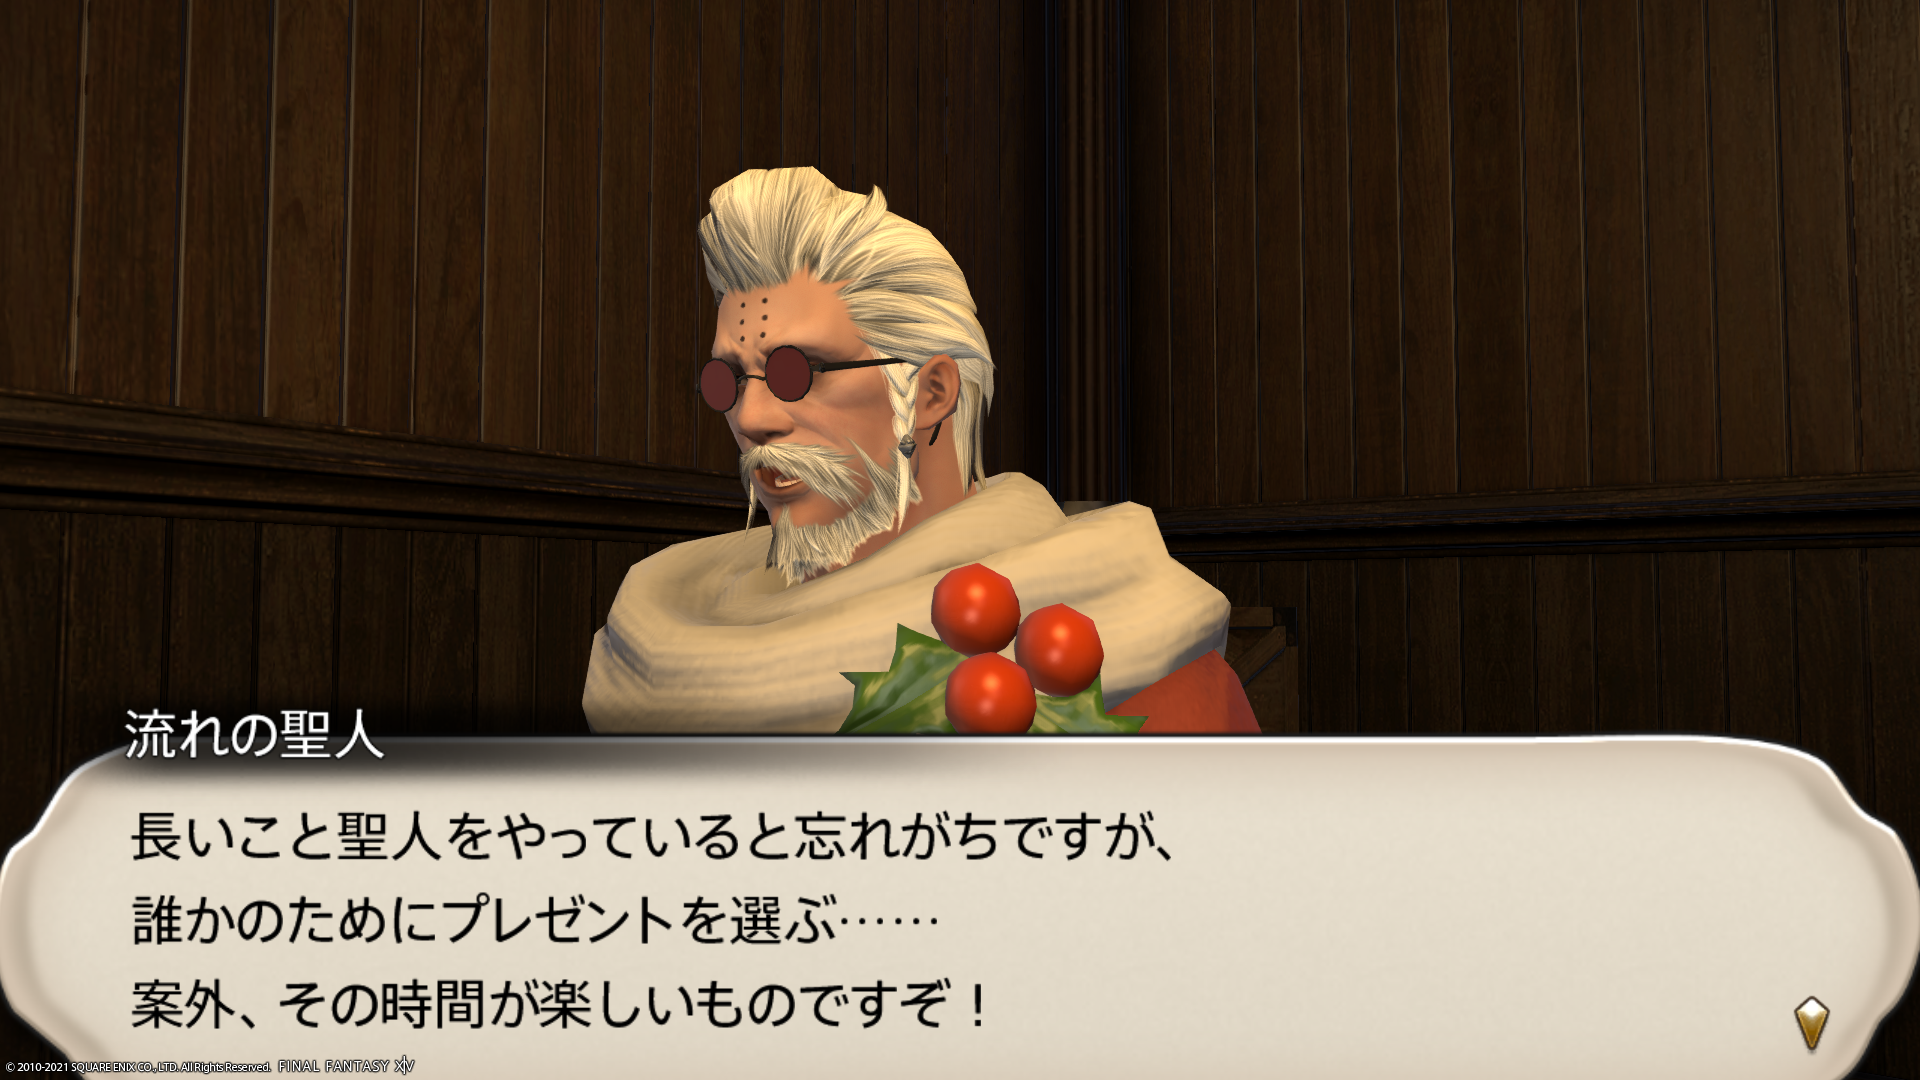 流れの聖人
長いこと聖人をやっていると忘れがちですが、
誰かのためにプレゼントを選ぶ……
案外、その時間が楽しいものですぞ！
© 2010-2021 SQUARE ENIX CO., LTD. All Rights Reserved. FINAL FANTASY XIV